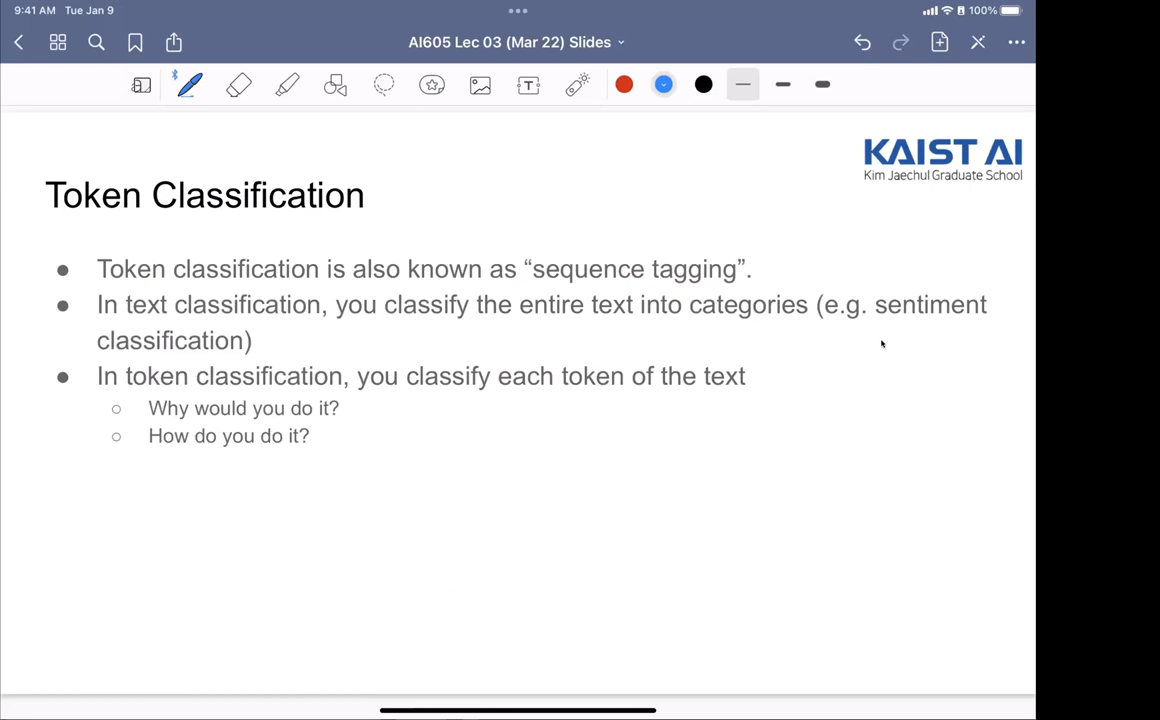 9:41 AM Tue Jan 9
100%
AI605 Lec 03 (Mar 22) Slides
T
KAIST AI
Kim Jaechul Graduate School
Token Classification
● Token classification is also known as “sequence tagging”.
● In text classification, you classify the entire text into categories (e.g. sentiment
classification)
● In token classification, you classify each token of the text
○ Why would you do it?
○ How do you do it?